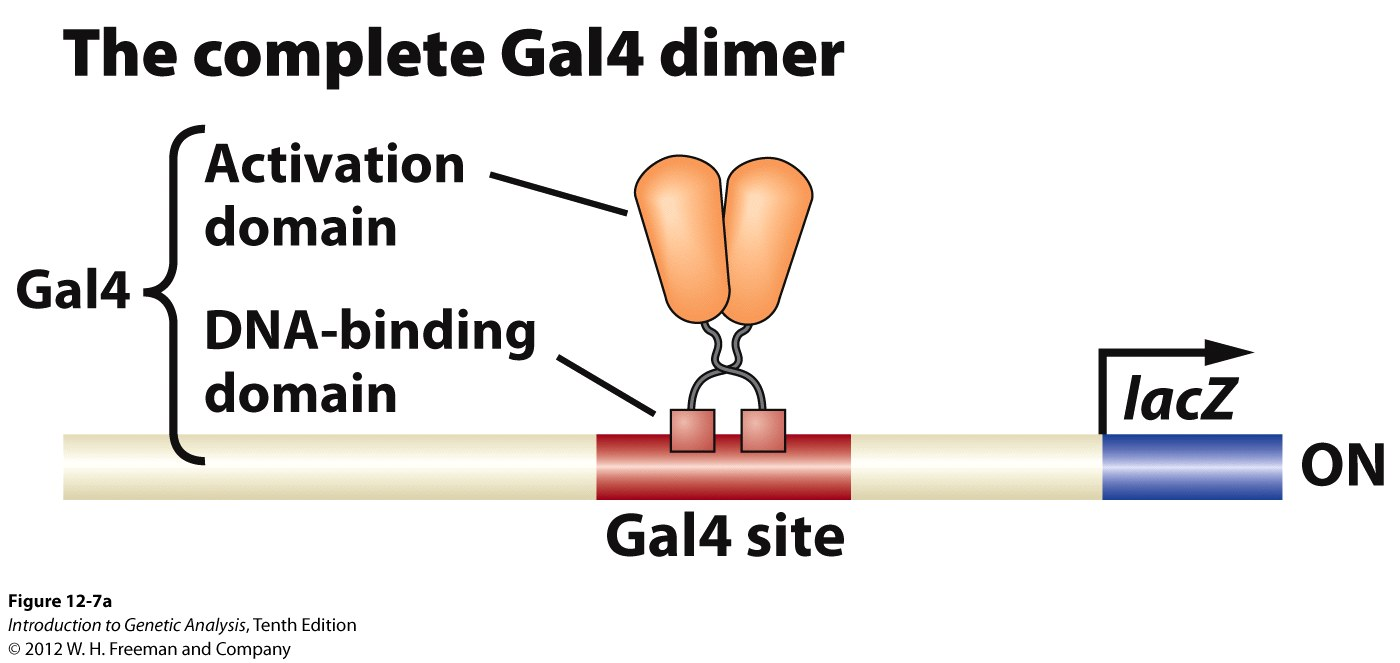 The complete Gal4 dimer
Activation
domain
Gal4
DNA-binding
domain
lacZ
ON
Gal4 site
Figure 12-7a
Introduction to Genetic Analysis, Tenth Edition
© 2012 W. H. Freeman and Company